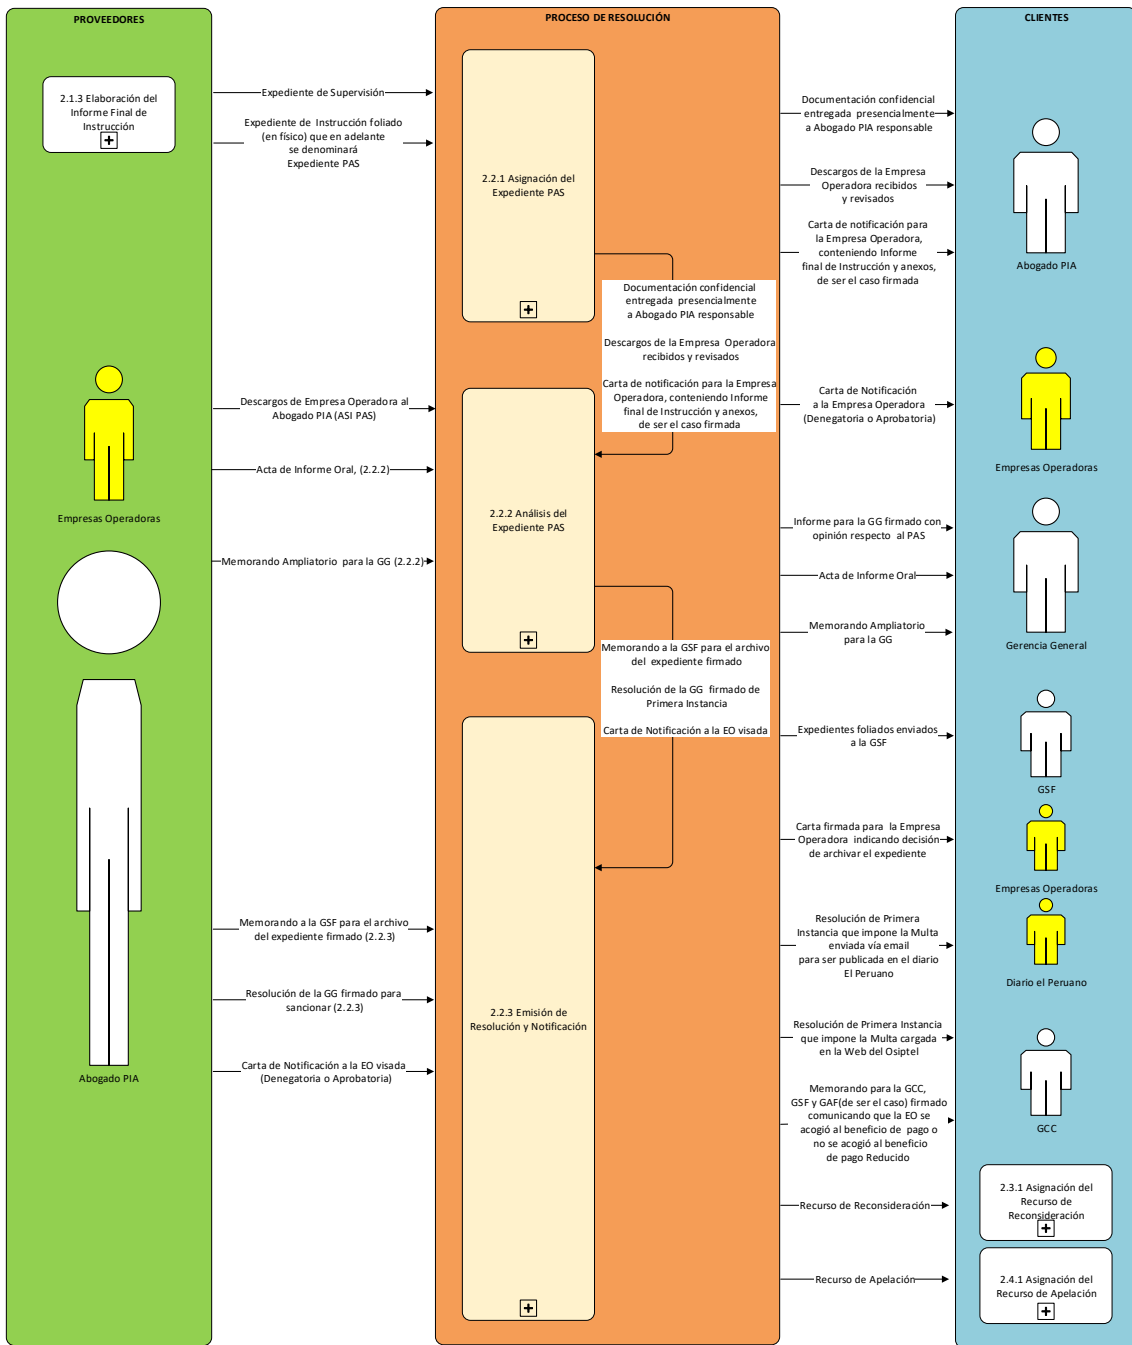 PROVEEDORES
2.1.3 Elaboración del
Informe Final de
Instrucción
Empresas Operadoras
Abogado PIA
Expediente de Supervisión
Expediente de Instrucción foliado
(en físico) que en adelante
se denominará
Expediente PAS
Descargos de Empresa Operadora al
Abogado PIA (ASI PAS)
Acta de Informe Oral, (2.2.2)
Memorando Ampliatorio para la GG (2.2.2)
Memorando a la GSF para el archivo
del expediente firmado (2.2.3)
Resolución de la GG firmado para
sancionar (2.2.3)
Carta de Notificación a la EO visada
(Denegatoria o Aprobatoria)
PROCESO DE RESOLUCIÓN
2.2.1 Asignación del
Expediente PAS
Documentación confidencial
entregada presencialmente
a Abogado PIA responsable
Descargos de la Empresa Operadora
recibidos y revisados
Carta de notificación para la Empresa
Operadora, conteniendo Informe
final de Instrucción y anexos,
de ser el caso firmada
2.2.2 Análisis del
Expediente PAS
Memorando a la GSF para el archivo
del expediente firmado
Resolución de la GG firmado de
Primera Instancia
Carta de Notificación a la EO visada
2.2.3 Emisión de
Resolución y Notificación
Documentación confidencial
entregada presencialmente
a Abogado PIA responsable
Descargos de la Empresa
Operadora recibidos
y revisados
Carta de notificación para
la Empresa Operadora,
conteniendo Informe
final de Instrucción y anexos,
de ser el caso firmada
Carta de Notificación
a la Empresa Operadora
(Denegatoria o Aprobatoria)
Informe para la GG firmado con
opinión respecto al PAS
Acta de Informe Oral
Memorando Ampliatorio
para la GG
Expedientes foliados enviados
a la GSF
Carta firmada para la Empresa
Operadora indicando decisión
de archivar el expediente
Resolución de Primera
Instancia que impone la Multa
enviada vía email
para ser publicada en el diario
El Peruano
Resolución de Primera Instancia
que impone la Multa cargada
en la Web del Osiptel
Memorando para la GCC,
GSF y GAF(de ser el caso) firmado
comunicando que la EO se
acogió al beneficio de pago o
no se acogió al beneficio
de pago Reducido
Recurso de Reconsideración
Recurso de Apelación
CLIENTES
Abogado PIA
Empresas Operadoras
Gerencia General
GSF
Empresas Operadoras
Diario el Peruano
GCC
2.3.1 Asignación del
Recurso de
Reconsideración
2.4.1 Asignación del
Recurso de Apelación